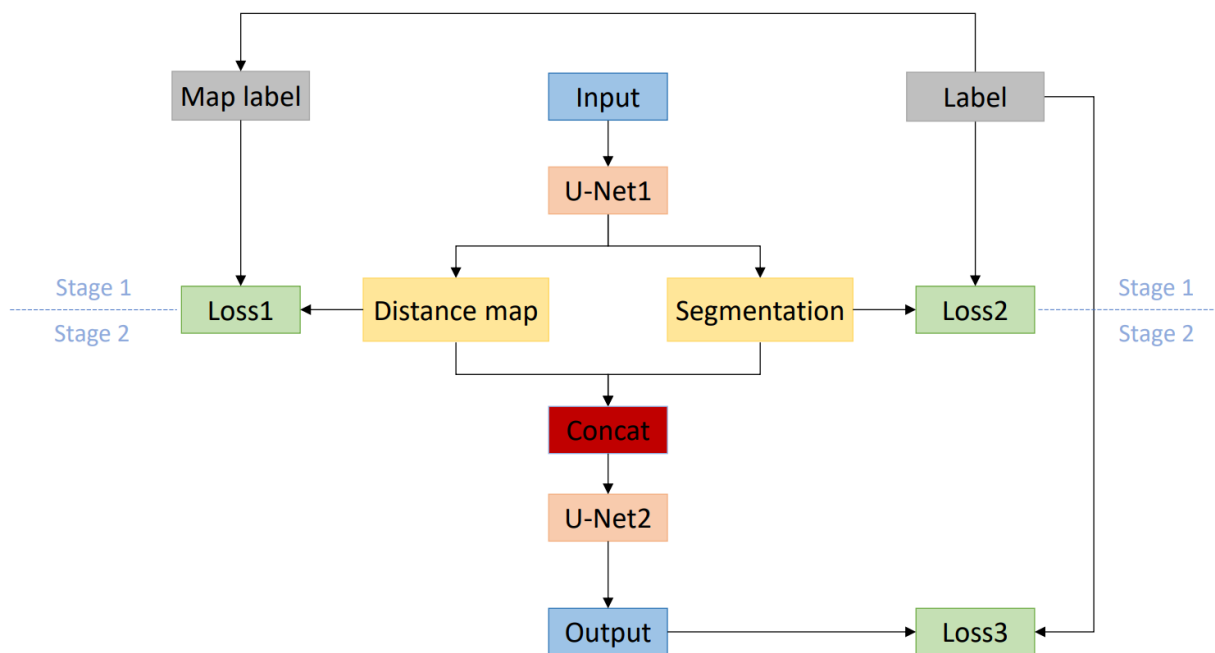 Map label
Input
Label
U-Net1
Stage 1
Loss1
Distance map
Segmentation
Loss2
Stage 1
Stage 2
Stage 2
Concat
U-Net2
Output
Loss3